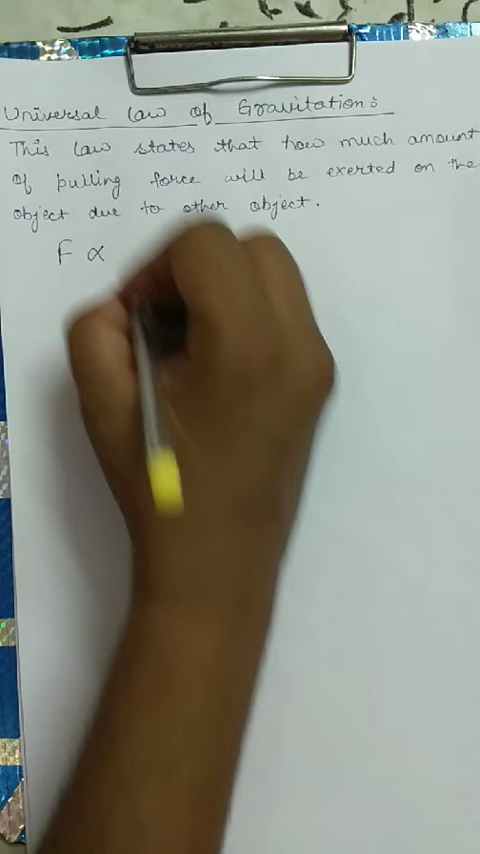 Universal Law of Gravitation:
This Law states that how much amount
of pulling force will be exerted on the
object due to other object.
F ∝